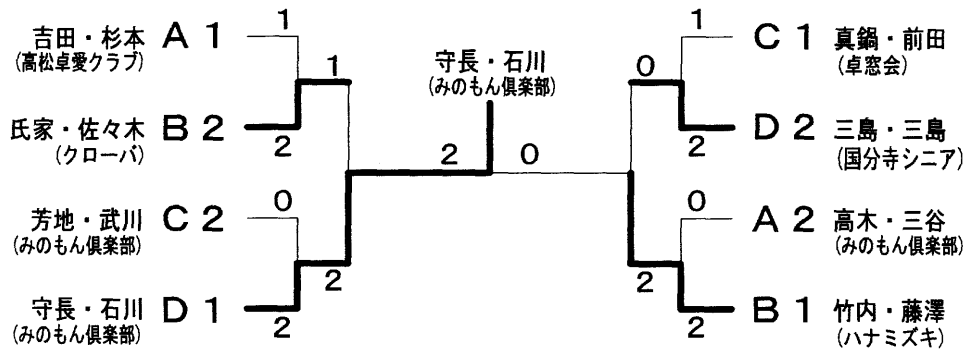 吉田・杉本 A 1
(高松卓愛クラブ)
1
氏家・佐々木 B 2
(クローバ)
2
1
芳地・武川 C 2
(みのもん倶楽部)
0
守長・石川 D 1
(みのもん倶楽部)
2
2
守長・石川
(みのもん倶楽部)
2 0
1
C 1 真鍋・前田
(卓窓会)
0
2
D 2 三島・三島
(国分寺シニア)
0
A 2 高木・三谷
(みのもん倶楽部)
2
2
B 1 竹内・藤澤
(ハナミズキ)